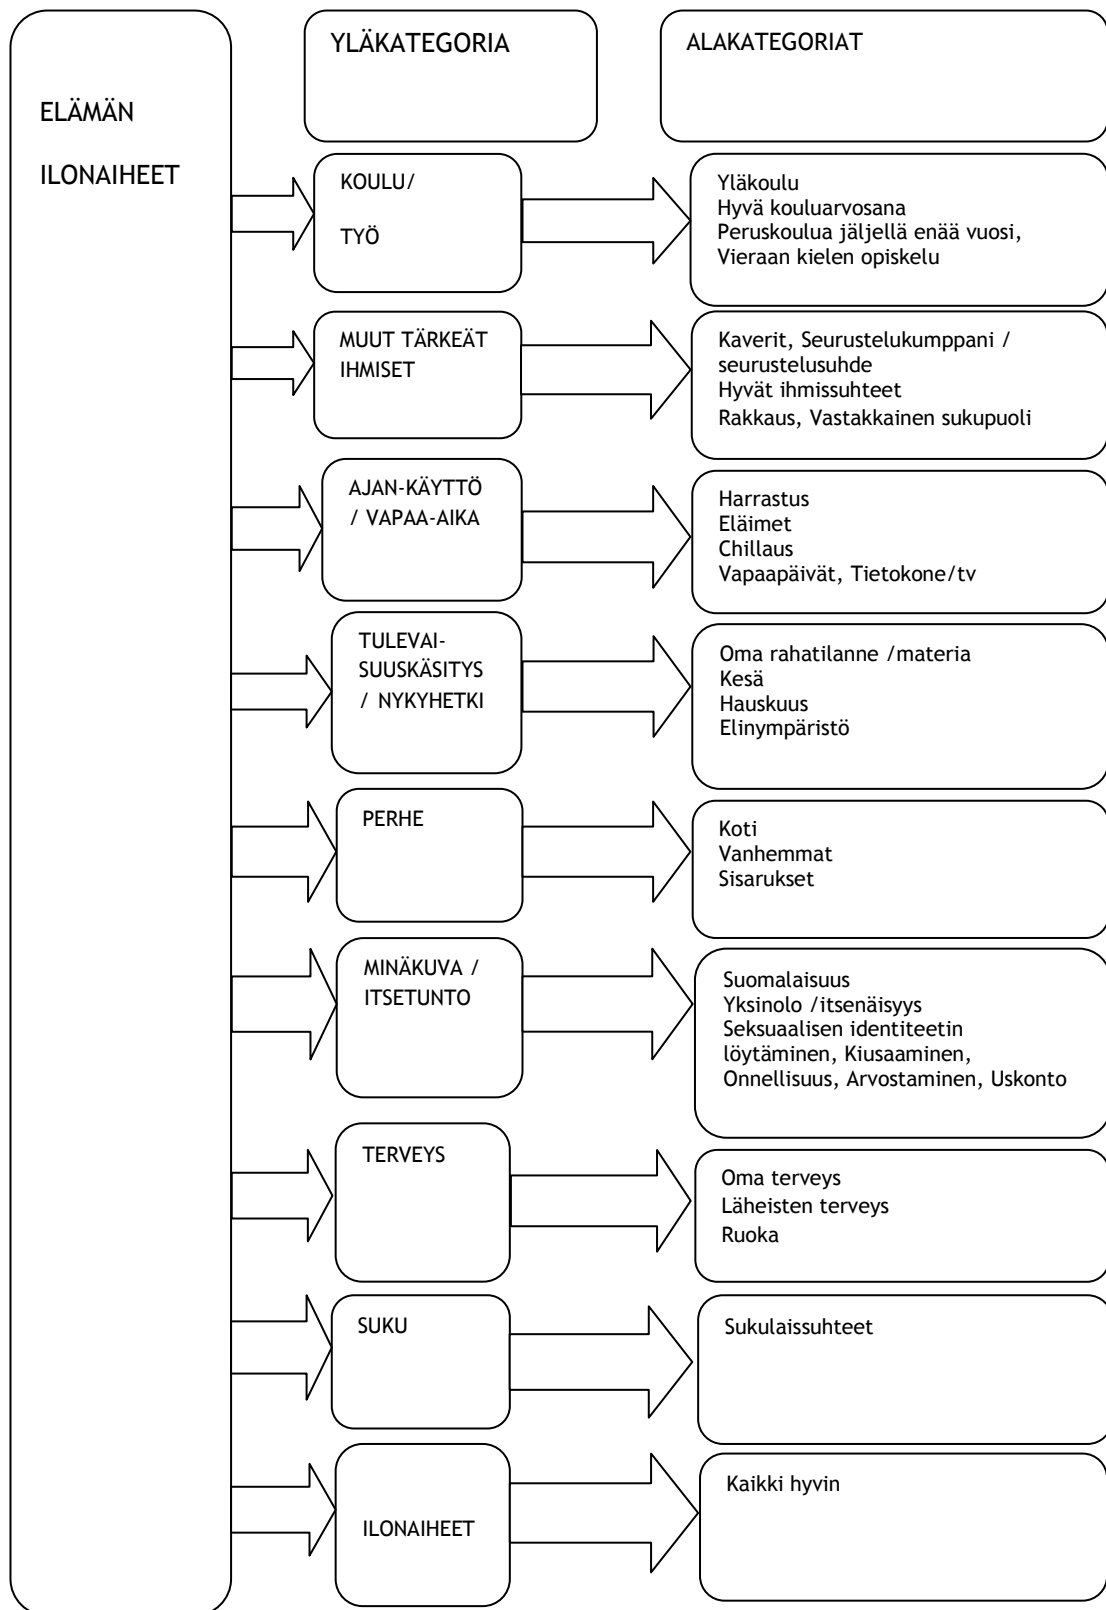 ELÄMÄN
ILONAIHEET
YLÄKATEGORIA
ALAKATEGORIAT
KOULU/
TYÖ
Yläkoulu
Hyvä kouluarvosana
Peruskoulua jäljellä enää vuosi,
Vieraan kielen opiskelu
MUUT TÄRKEÄT
IHMISET
Kaverit, Seurustelukumppani /
seurustelusuhde
Hyvät ihmissuhteet
Rakkaus, Vastakkainen sukupuoli
AJAN-KÄYTTÖ
/ VAPAA-AIKA
Harrastus
Eläimet
Chillaus
Vapaapäivät, Tietokone/tv
TULEVAI-
SUUSKÄSITYS
/ NYKYHETKI
Oma rahatilanne /materia
Kesä
Hauskuus
Elinympäristö
PERHE
Koti
Vanhemmat
Sisarukset
MINÄKUVA /
ITSETUNTO
Suomalaisuus
Yksinolo /itsenäisyys
Seksuaalisen identiteetin
löytäminen, Kiusaaminen,
Onnellisuus, Arvostaminen, Uskonto
TERVEYS
Oma terveys
Läheisten terveys
Ruoka
SUKU
Sukulaissuhteet
ILONAIHEET
Kaikki hyvin